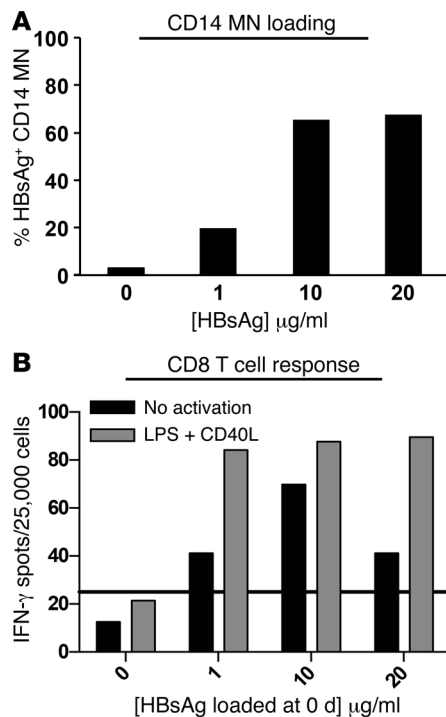 A
CD14 MN loading
% HBsAg⁺ CD14 MN
100
80
60
40
20
0
0 1 10 20
[HBsAg] μg/ml
B
CD8 T cell response
No activation
LPS + CD40L
IFN-γ spots/25,000 cells
100
80
60
40
20
0
0 1 10 20
[HBsAg loaded at 0 d] μg/ml